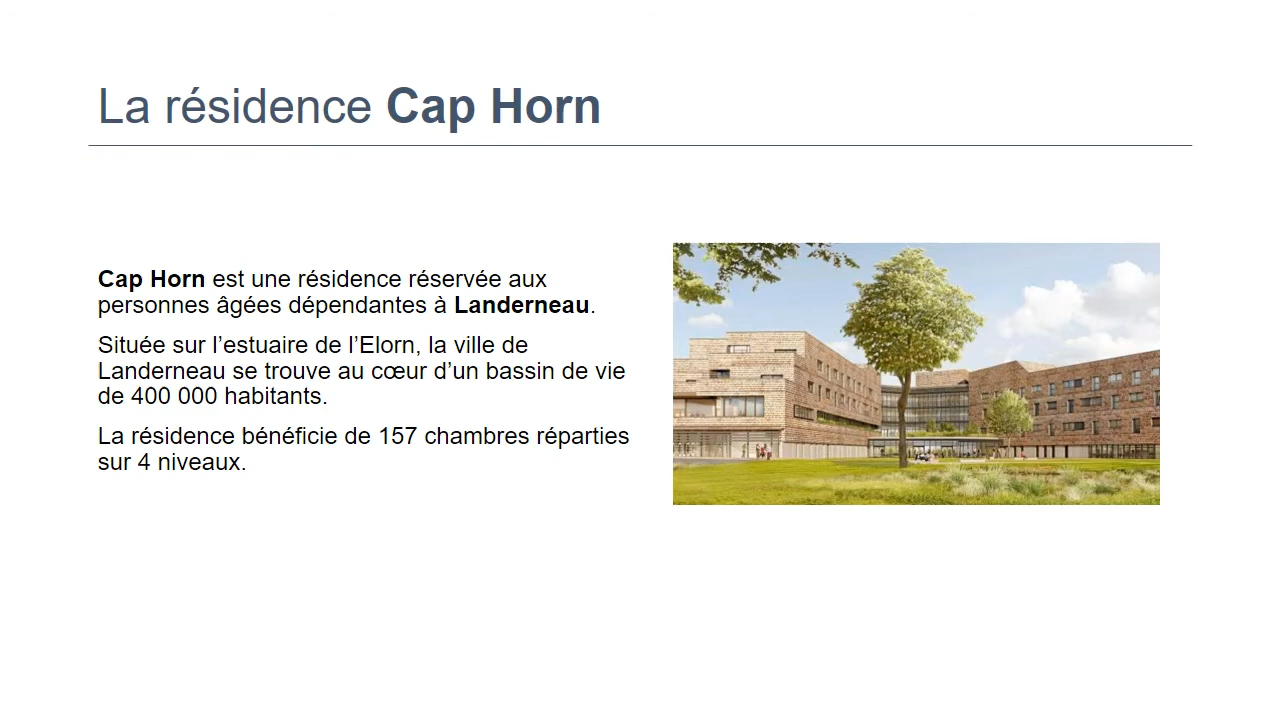 La résidence Cap Horn
Cap Horn est une résidence réservée aux
personnes âgées dépendantes à Landerneau.
Située sur l’estuaire de l’Elorn, la ville de
Landerneau se trouve au cœur d’un bassin de vie
de 400 000 habitants.
La résidence bénéficie de 157 chambres réparties
sur 4 niveaux.